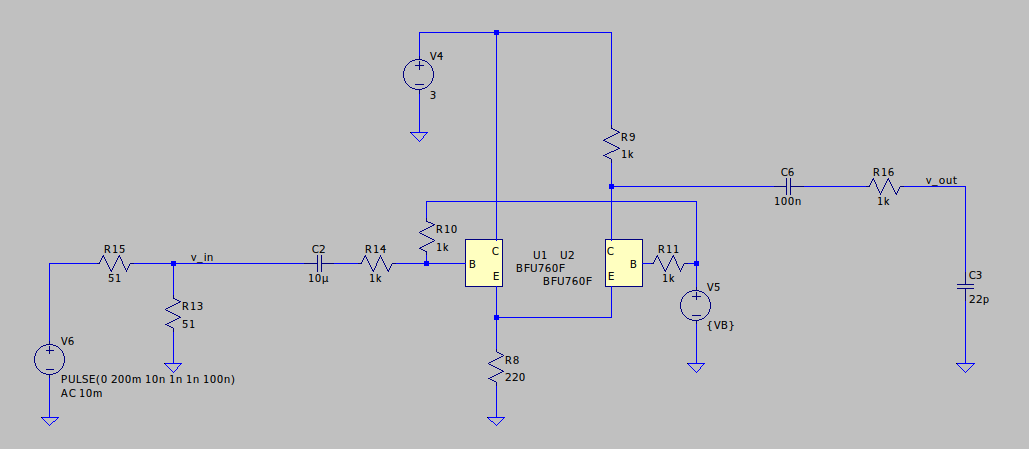 V4
+
−
3
R9
1k
C6
100n
R16
1k
v_out
R10
1k
R15
51
v_in
C2
10µ
R14
1k
B
C
E
U1 U2
BFU760F
BFU760F
C
B
E
R11
1k
V5
+
−
{VB}
C3
22p
R13
51
V6
+
−
PULSE(0 200m 10n 1n 1n 100n)
AC 10m
R8
220